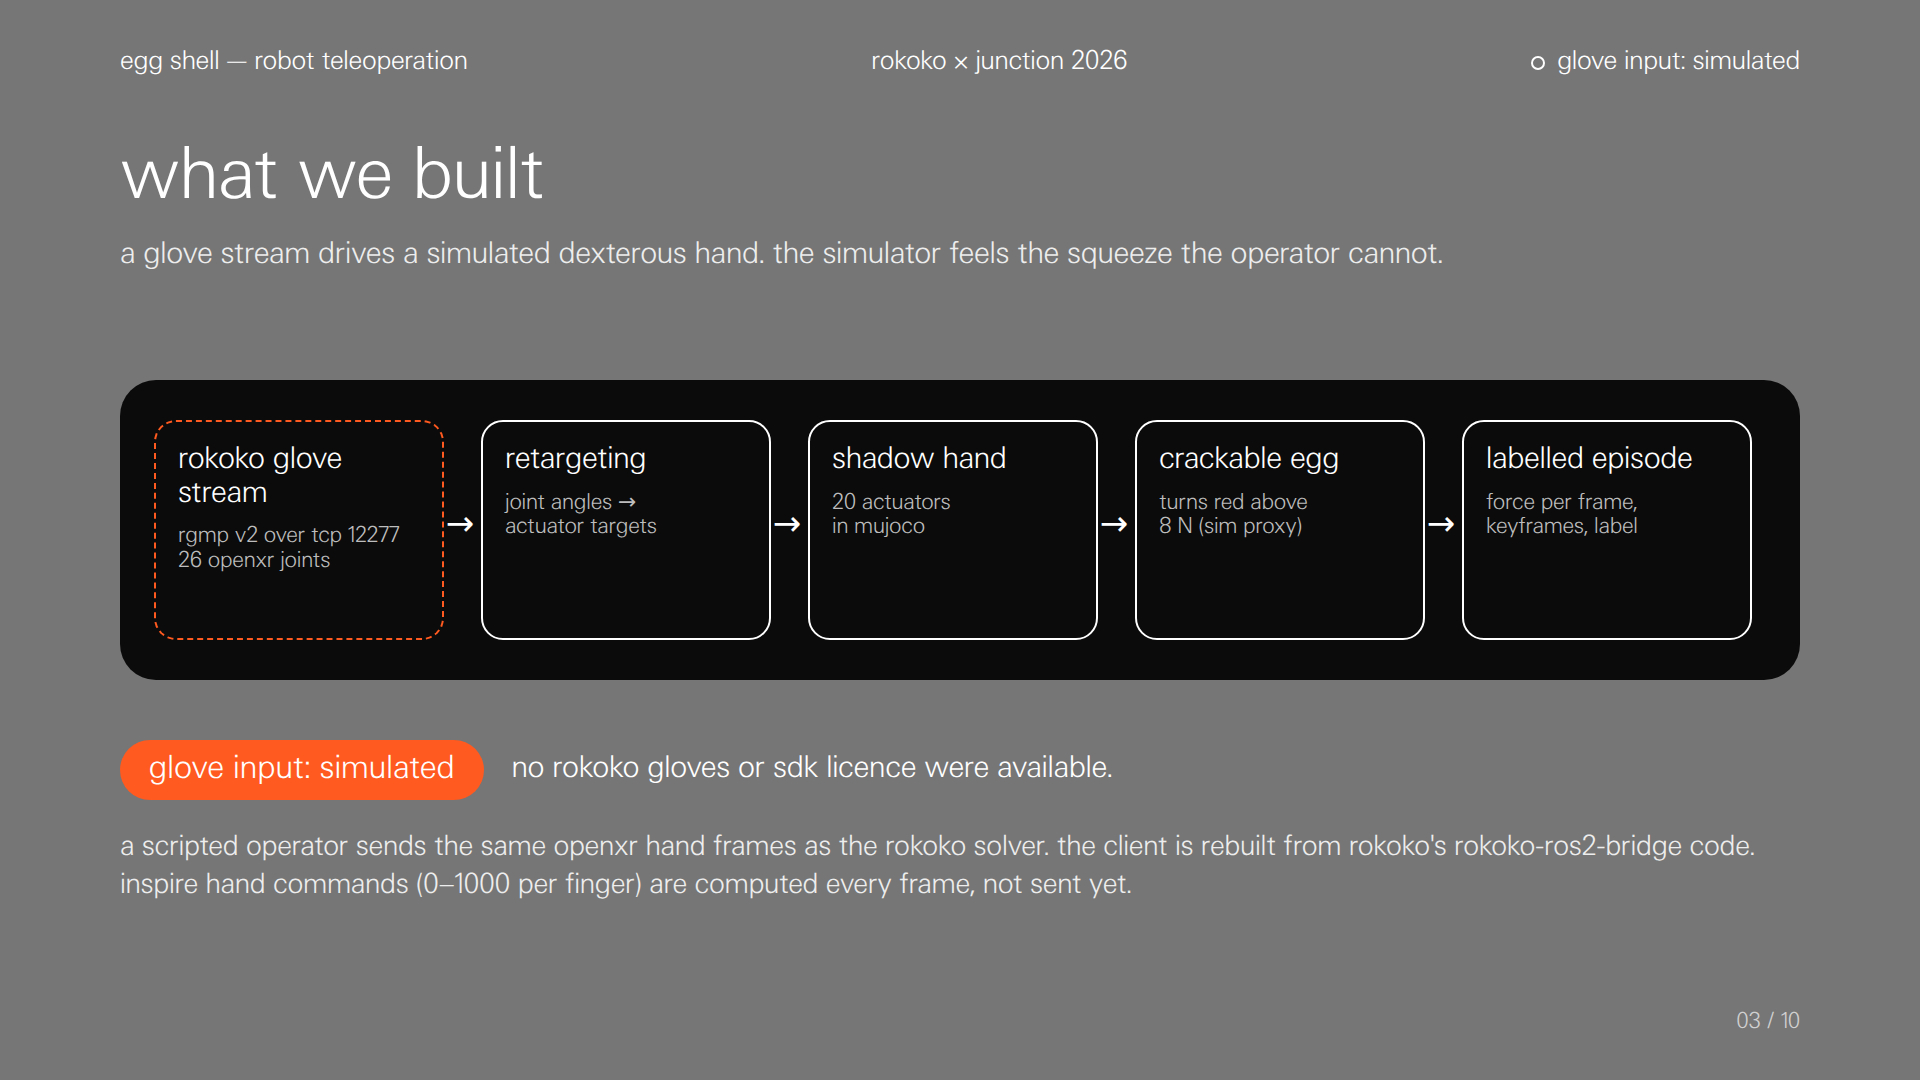 egg shell — robot teleoperation
rokoko × junction 2026
glove input: simulated
what we built
a glove stream drives a simulated dexterous hand. the simulator feels the squeeze the operator cannot.
rokoko glove
stream
rgmp v2 over tcp 12277
26 openxr joints
→
retargeting
joint angles →
actuator targets
→
shadow hand
20 actuators
in mujoco
→
crackable egg
turns red above
8 N (sim proxy)
→
labelled episode
force per frame,
keyframes, label
glove input: simulated
no rokoko gloves or sdk licence were available.
a scripted operator sends the same openxr hand frames as the rokoko solver. the client is rebuilt from rokoko's rokoko-ros2-bridge code.
inspire hand commands (0–1000 per finger) are computed every frame, not sent yet.
03 / 10